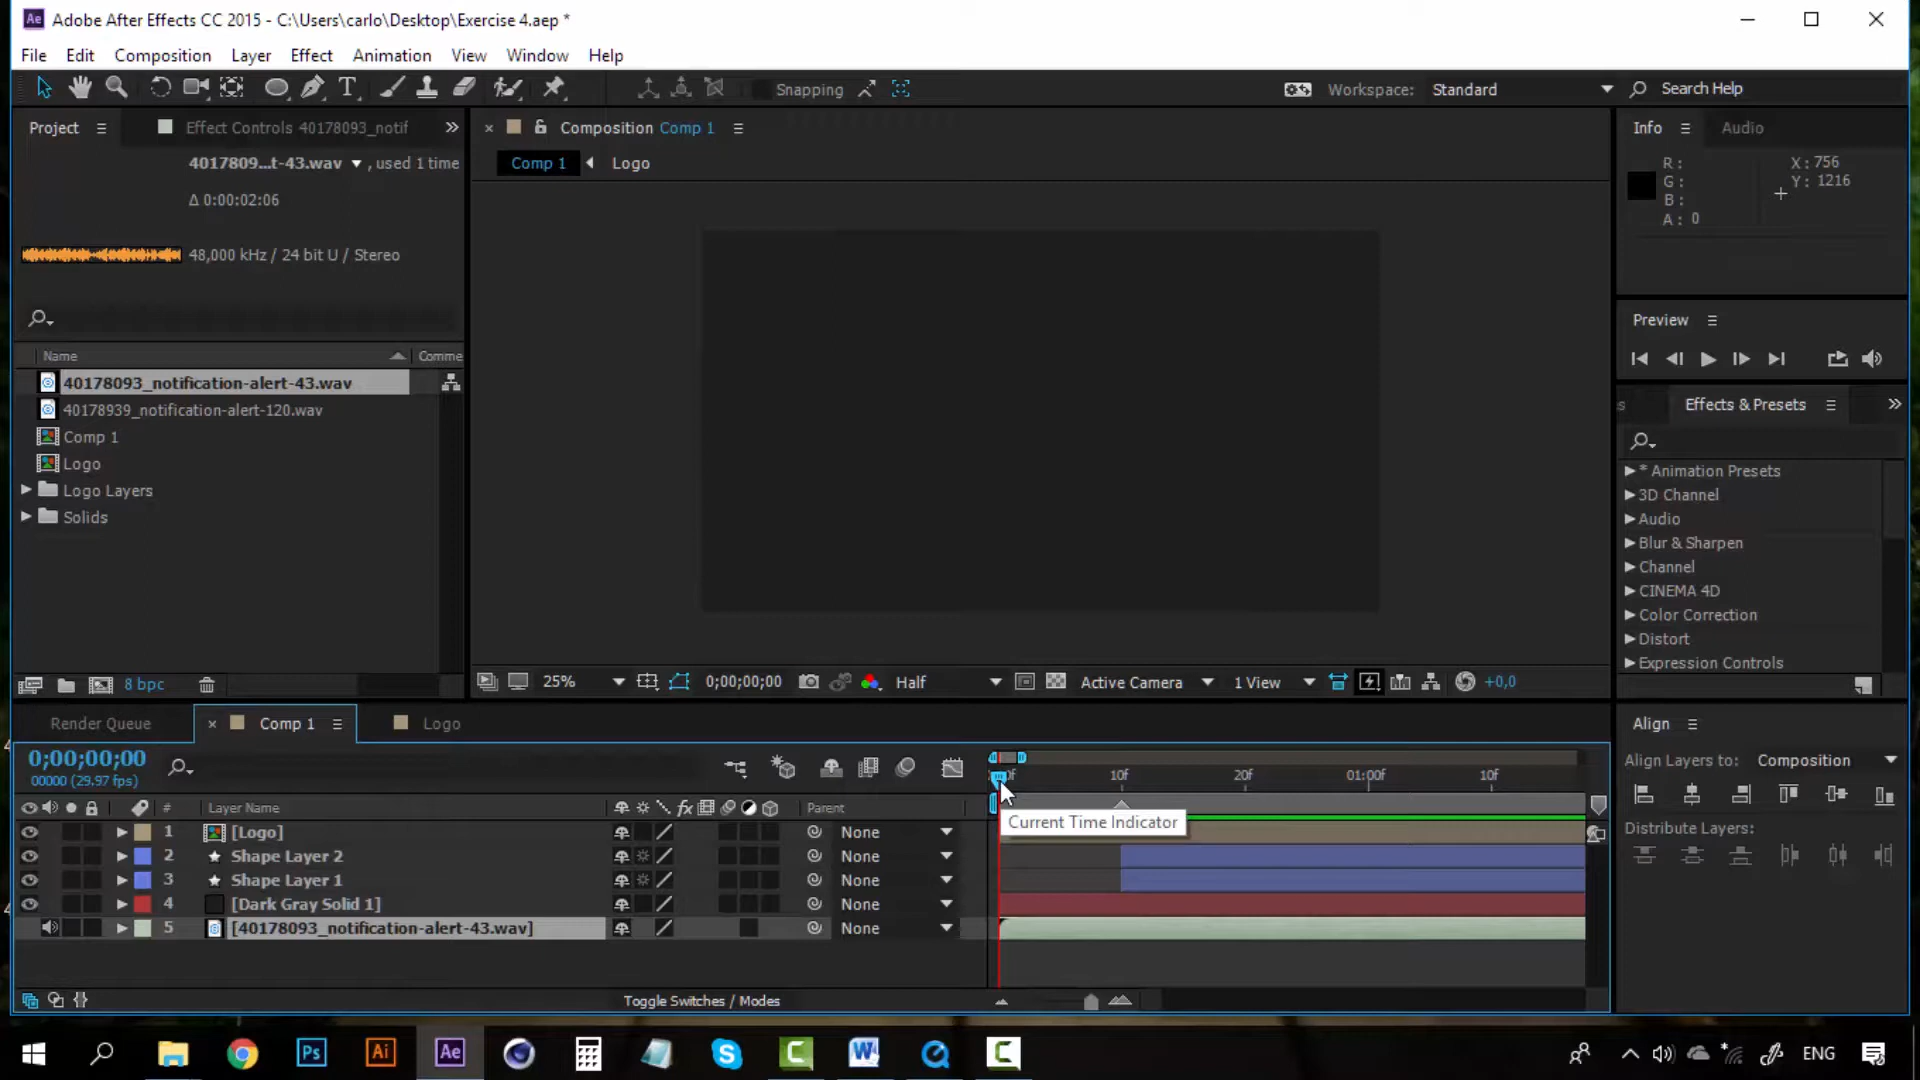 Adobe After Effects CC 2015 - C:\Users\carlo\Desktop\Exercise 4.aep *
File Edit Composition Layer Effect Animation View Window Help
Snapping Workspace: Standard Search Help
Project Effect Controls 40178093_notif
4017809...t-43.wav , used 1 time
Δ 0:00:02:06
48,000 kHz / 24 bit U / Stereo
Name Comme
40178093_notification-alert-43.wav
40178939_notification-alert-120.wav
Comp 1
Logo
Logo Layers
Solids
8 bpc
Composition Comp 1
Comp 1 Logo
25% 0;00;00;00 Half Active Camera 1 View +0,0
Info Audio
R: X: 756
G: Y: 1216
B:
A: 0
Preview
Effects & Presets
* Animation Presets
3D Channel
Audio
Blur & Sharpen
Channel
CINEMA 4D
Color Correction
Distort
Expression Controls
Render Queue Comp 1 Logo
0;00;00;00
00000 (29.97 fps)
10f 20f 01:00f 10f
# Layer Name Parent
Current Time Indicator
1 [Logo] None
2 Shape Layer 2 None
3 Shape Layer 1 None
4 [Dark Gray Solid 1] None
5 [40178093_notification-alert-43.wav] None
Toggle Switches / Modes
Align
Align Layers to: Composition
Distribute Layers:
Ps Ai Ae ENG